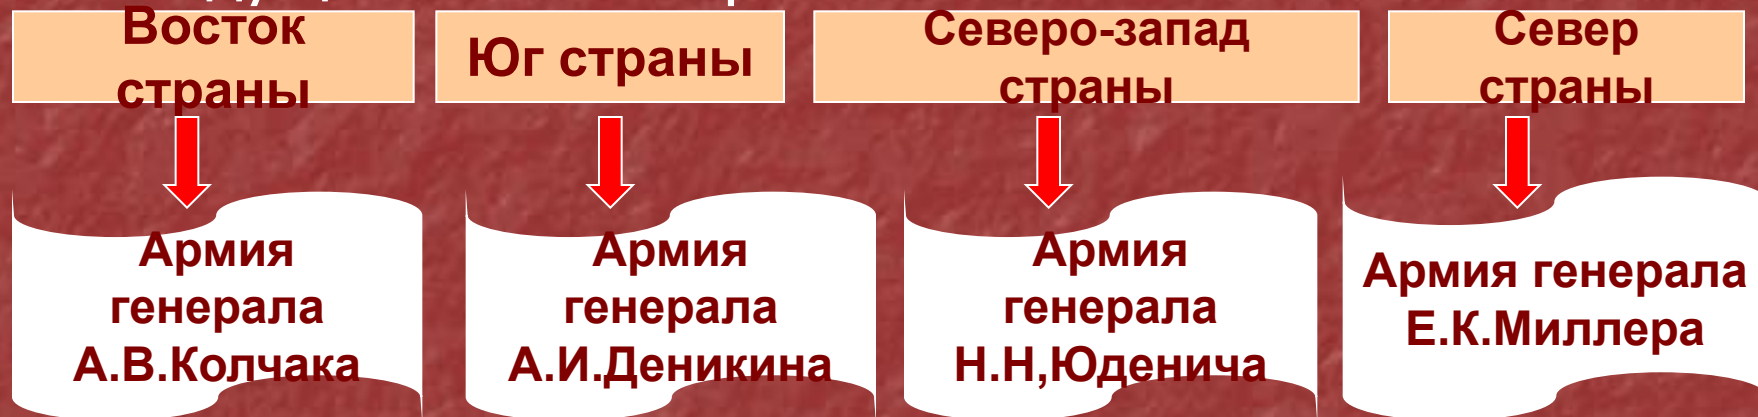 Восток
страны
Юг страны
Северо-запад
страны
Север
страны
Армия
генерала
А.В.Колчака
Армия
генерала
А.И.Деникина
Армия
генерала
Н.Н,Юденича
Армия генерала
Е.К.Миллера